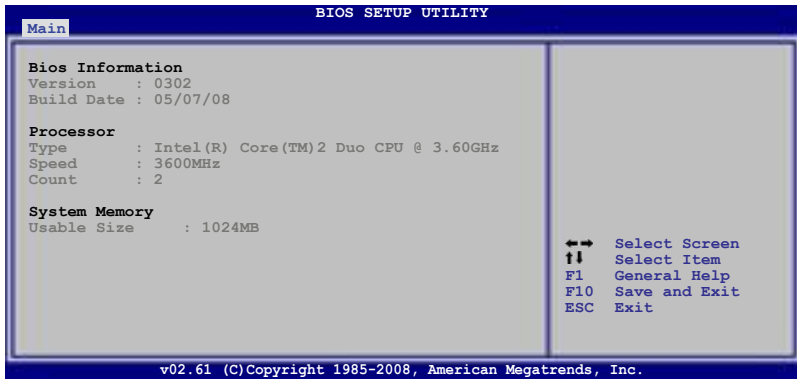 BIOS SETUP UTILITY
Main
Bios Information
Version : 0302
Build Date : 05/07/08
Processor
Type : Intel(R) Core(TM)2 Duo CPU @ 3.60GHz
Speed : 3600MHz
Count : 2
System Memory
Usable Size : 1024MB
←→ Select Screen
↑↓ Select Item
F1 General Help
F10 Save and Exit
ESC Exit
v02.61 (C)Copyright 1985-2008, American Megatrends, Inc.